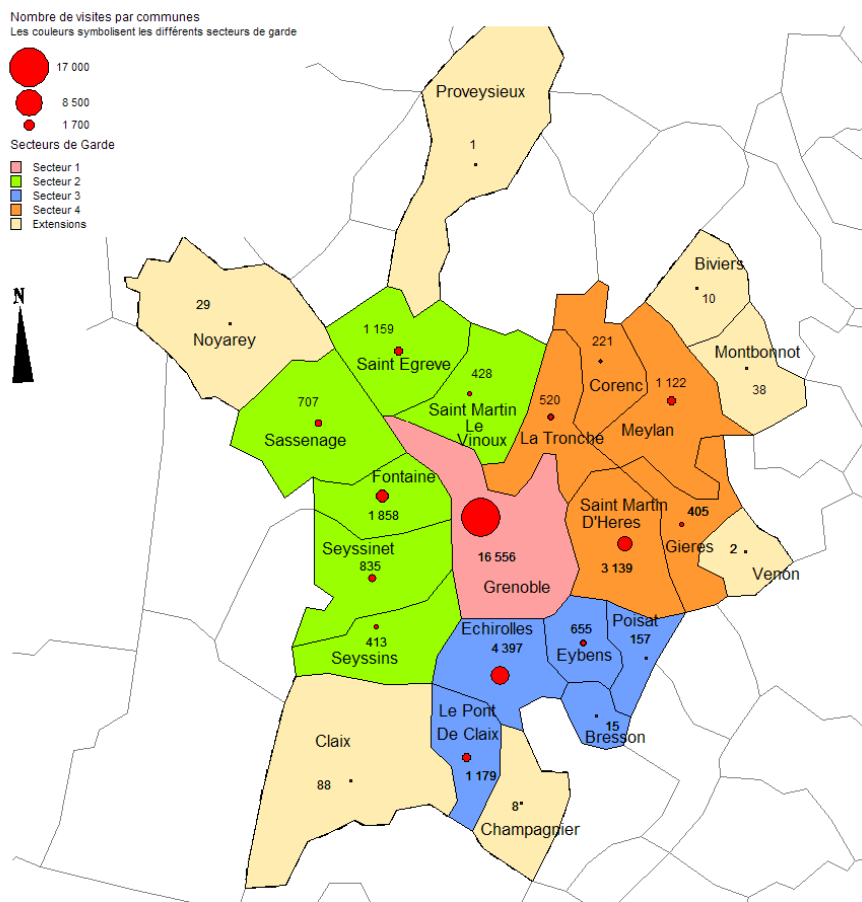 Nombre de visites par communes
Les couleurs symbolisent les différents secteurs de garde
17 000
8 500
1 700
Secteurs de Garde
Secteur 1
Secteur 2
Secteur 3
Secteur 4
Extensions
N
Proveysieux
1
Biviers
10
29
Noyarey
1 159
Saint Egreve
428
Saint Martin
Le
Vinoux
221
Corenc
Montbonnot
38
1 122
Meylan
707
Sassenage
520
La Tronche
Fontaine
1 858
Saint Martin
D'Heres
3 139
405
Gieres
16 556
Grenoble
Seyssinet
835
2
Venon
413
Seyssins
Echirolles
4 397
655
Eybens
Poisat
157
15
Bresson
Le Pont
De Claix
1 179
Claix
88
8
Champagnier